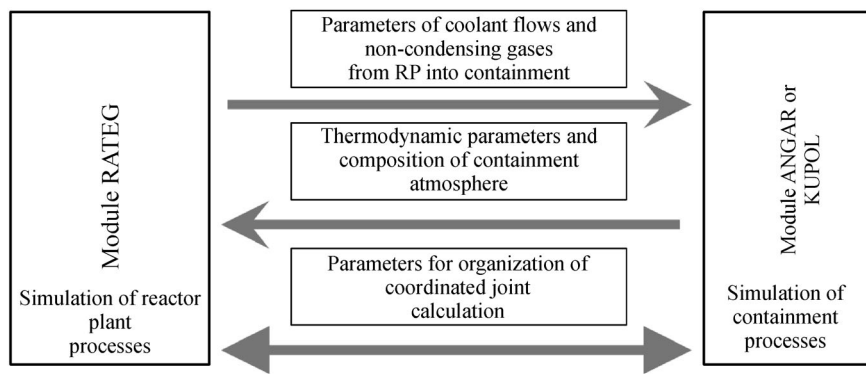 Module RATEG
Simulation of reactor
plant
processes
Parameters of coolant flows and
non-condensing gases
from RP into containment
Thermodynamic parameters and
composition of containment
atmosphere
Parameters for organization of
coordinated joint
calculation
Module ANGAR or
KUPOL
Simulation of
containment
processes